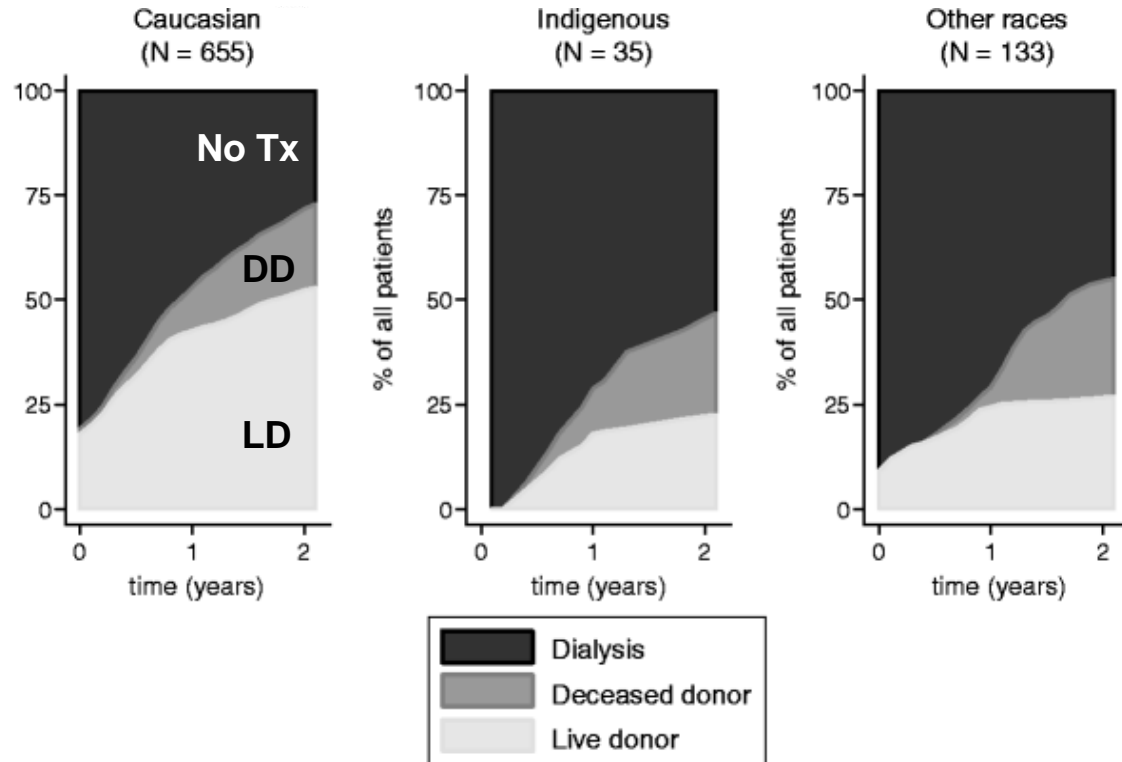 Caucasian
(N = 655)
100
75
50
25
0
No Tx
DD
LD
0 1 2
time (years)
Indigenous
(N = 35)
% of all patients
100
75
50
25
0
0 1 2
time (years)
Other races
(N = 133)
% of all patients
100
75
50
25
0
0 1 2
time (years)
Dialysis
Deceased donor
Live donor